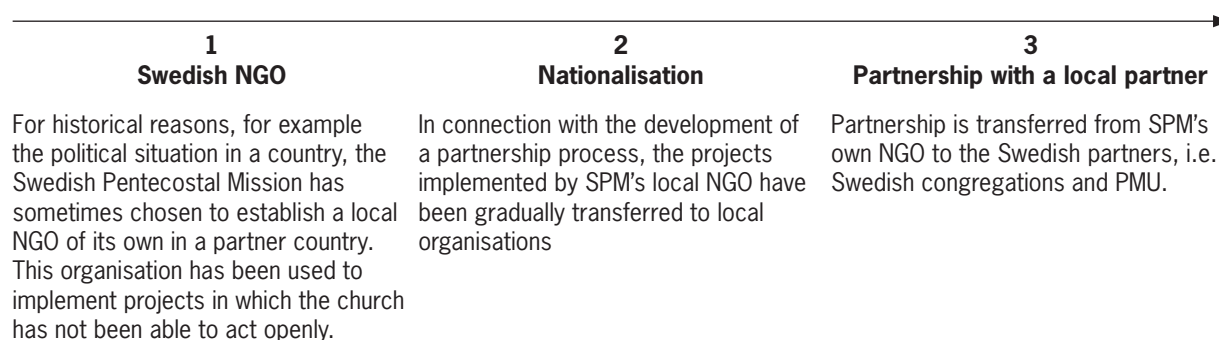 1
Swedish NGO
For historical reasons, for example
the political situation in a country, the
Swedish Pentecostal Mission has
sometimes chosen to establish a local
NGO of its own in a partner country.
This organisation has been used to
implement projects in which the church
has not been able to act openly.
2
Nationalisation
In connection with the development of
a partnership process, the projects
implemented by SPM’s local NGO have
been gradually transferred to local
organisations
3
Partnership with a local partner
Partnership is transferred from SPM’s
own NGO to the Swedish partners, i.e.
Swedish congregations and PMU.